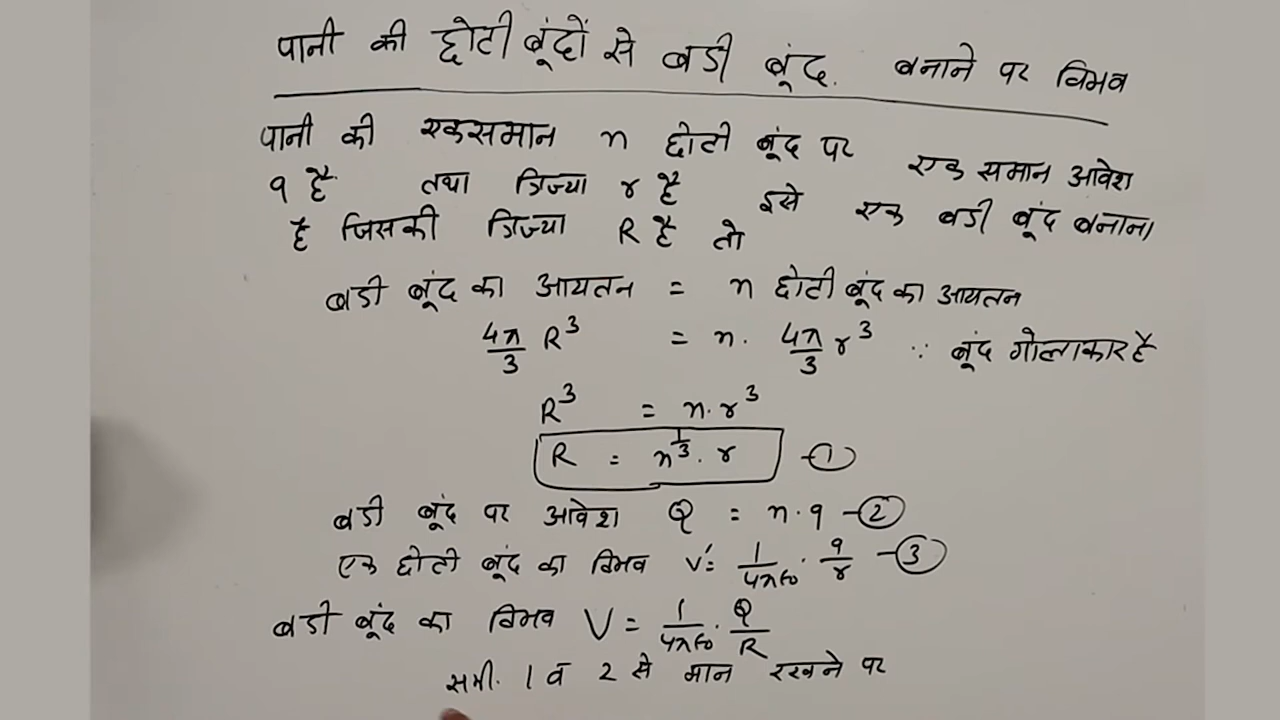 पानी की छोटी बूंदों से बडी बूंद. बनाने पर विभव
पानी की एकसमान n छोटी बूंद पर एक समान आवेश
q है तथा त्रिज्या r है इसे एक बडी बूंद बनाना
है जिसकी त्रिज्या R है तो
बडी बूंद का आयतन = n छोटी बूंद का आयतन
4π/3 R³ = n. 4π/3 r³ ∵ बूंद गोलाकार है
R³ = n.r³
R = n^1/3 . r —①
बडी बूंद पर आवेश Q = n.q —②
एक छोटी बूंद का विभव V' = 1/4πε₀ . q/r —③
बडी बूंद का विभव V = 1/4πε₀ . Q/R
समी. 1 व 2 से मान रखने पर